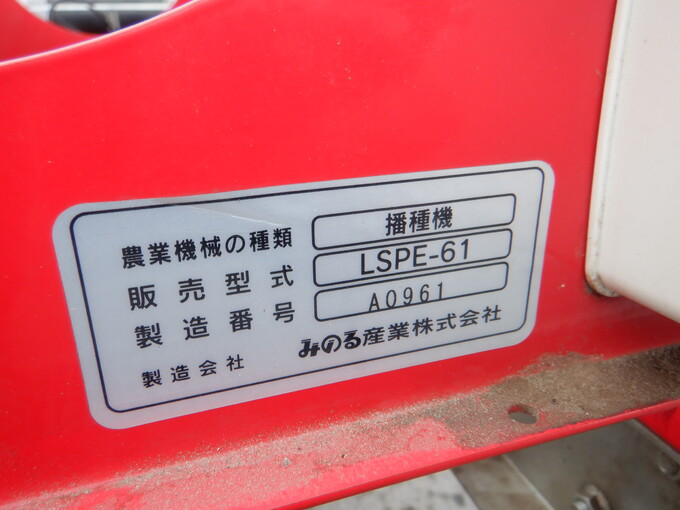 農業機械の種類 播種機
販売型式 LSPE-61
製造番号 A0961
製造会社 みのる産業株式会社